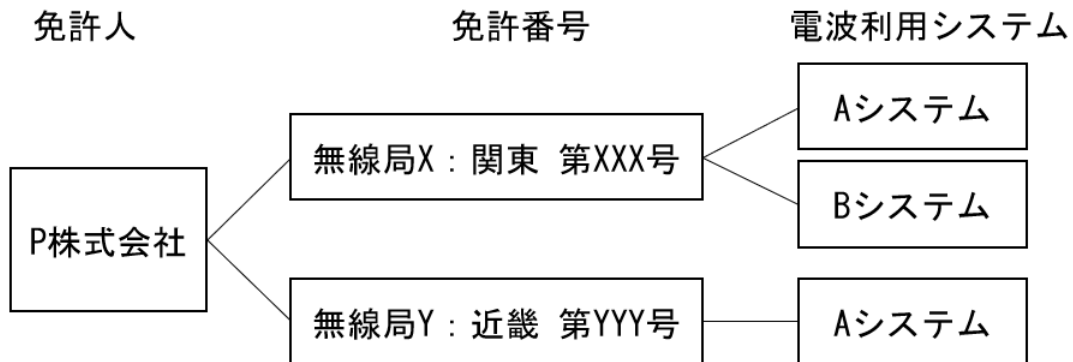 免許人 免許番号 電波利用システム
Aシステム
無線局X：関東 第XXX号
Bシステム
P株式会社
無線局Y：近畿 第YYY号 Aシステム